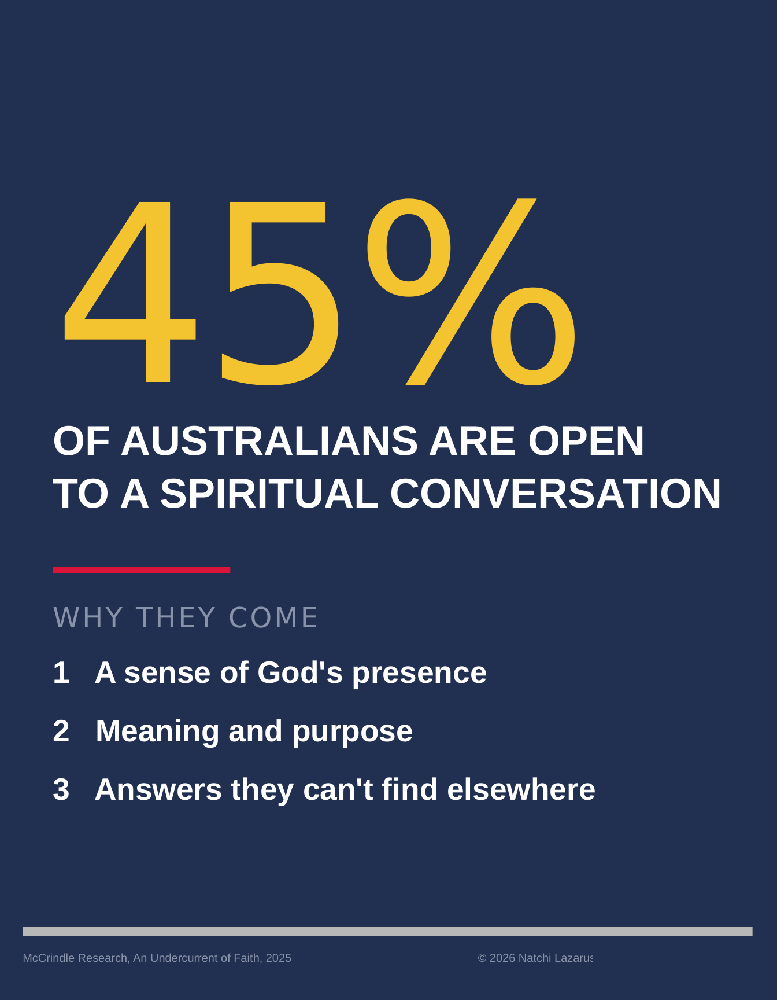 45%
OF AUSTRALIANS ARE OPEN
TO A SPIRITUAL CONVERSATION
WHY THEY COME
1 A sense of God's presence
2 Meaning and purpose
3 Answers they can't find elsewhere
McCrindle Research, An Undercurrent of Faith, 2025
© 2026 Natchi Lazarus